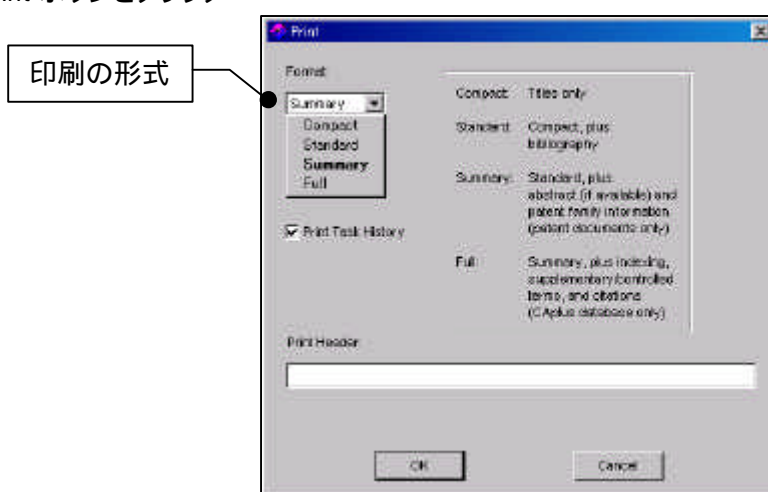 Print
印刷の形式
Format
Summary
Compact
Standard
Summary
Full
Print Task History
Compact: Titles only
Standard: Compact, plus
bibliography
Summary: Standard, plus
abstract (if available) and
patent family information
(patent documents only)
Full: Summary, plus indexing,
supplementary/controlled
terms, and citations
(CAplus database only)
Print Header
OK
Cancel